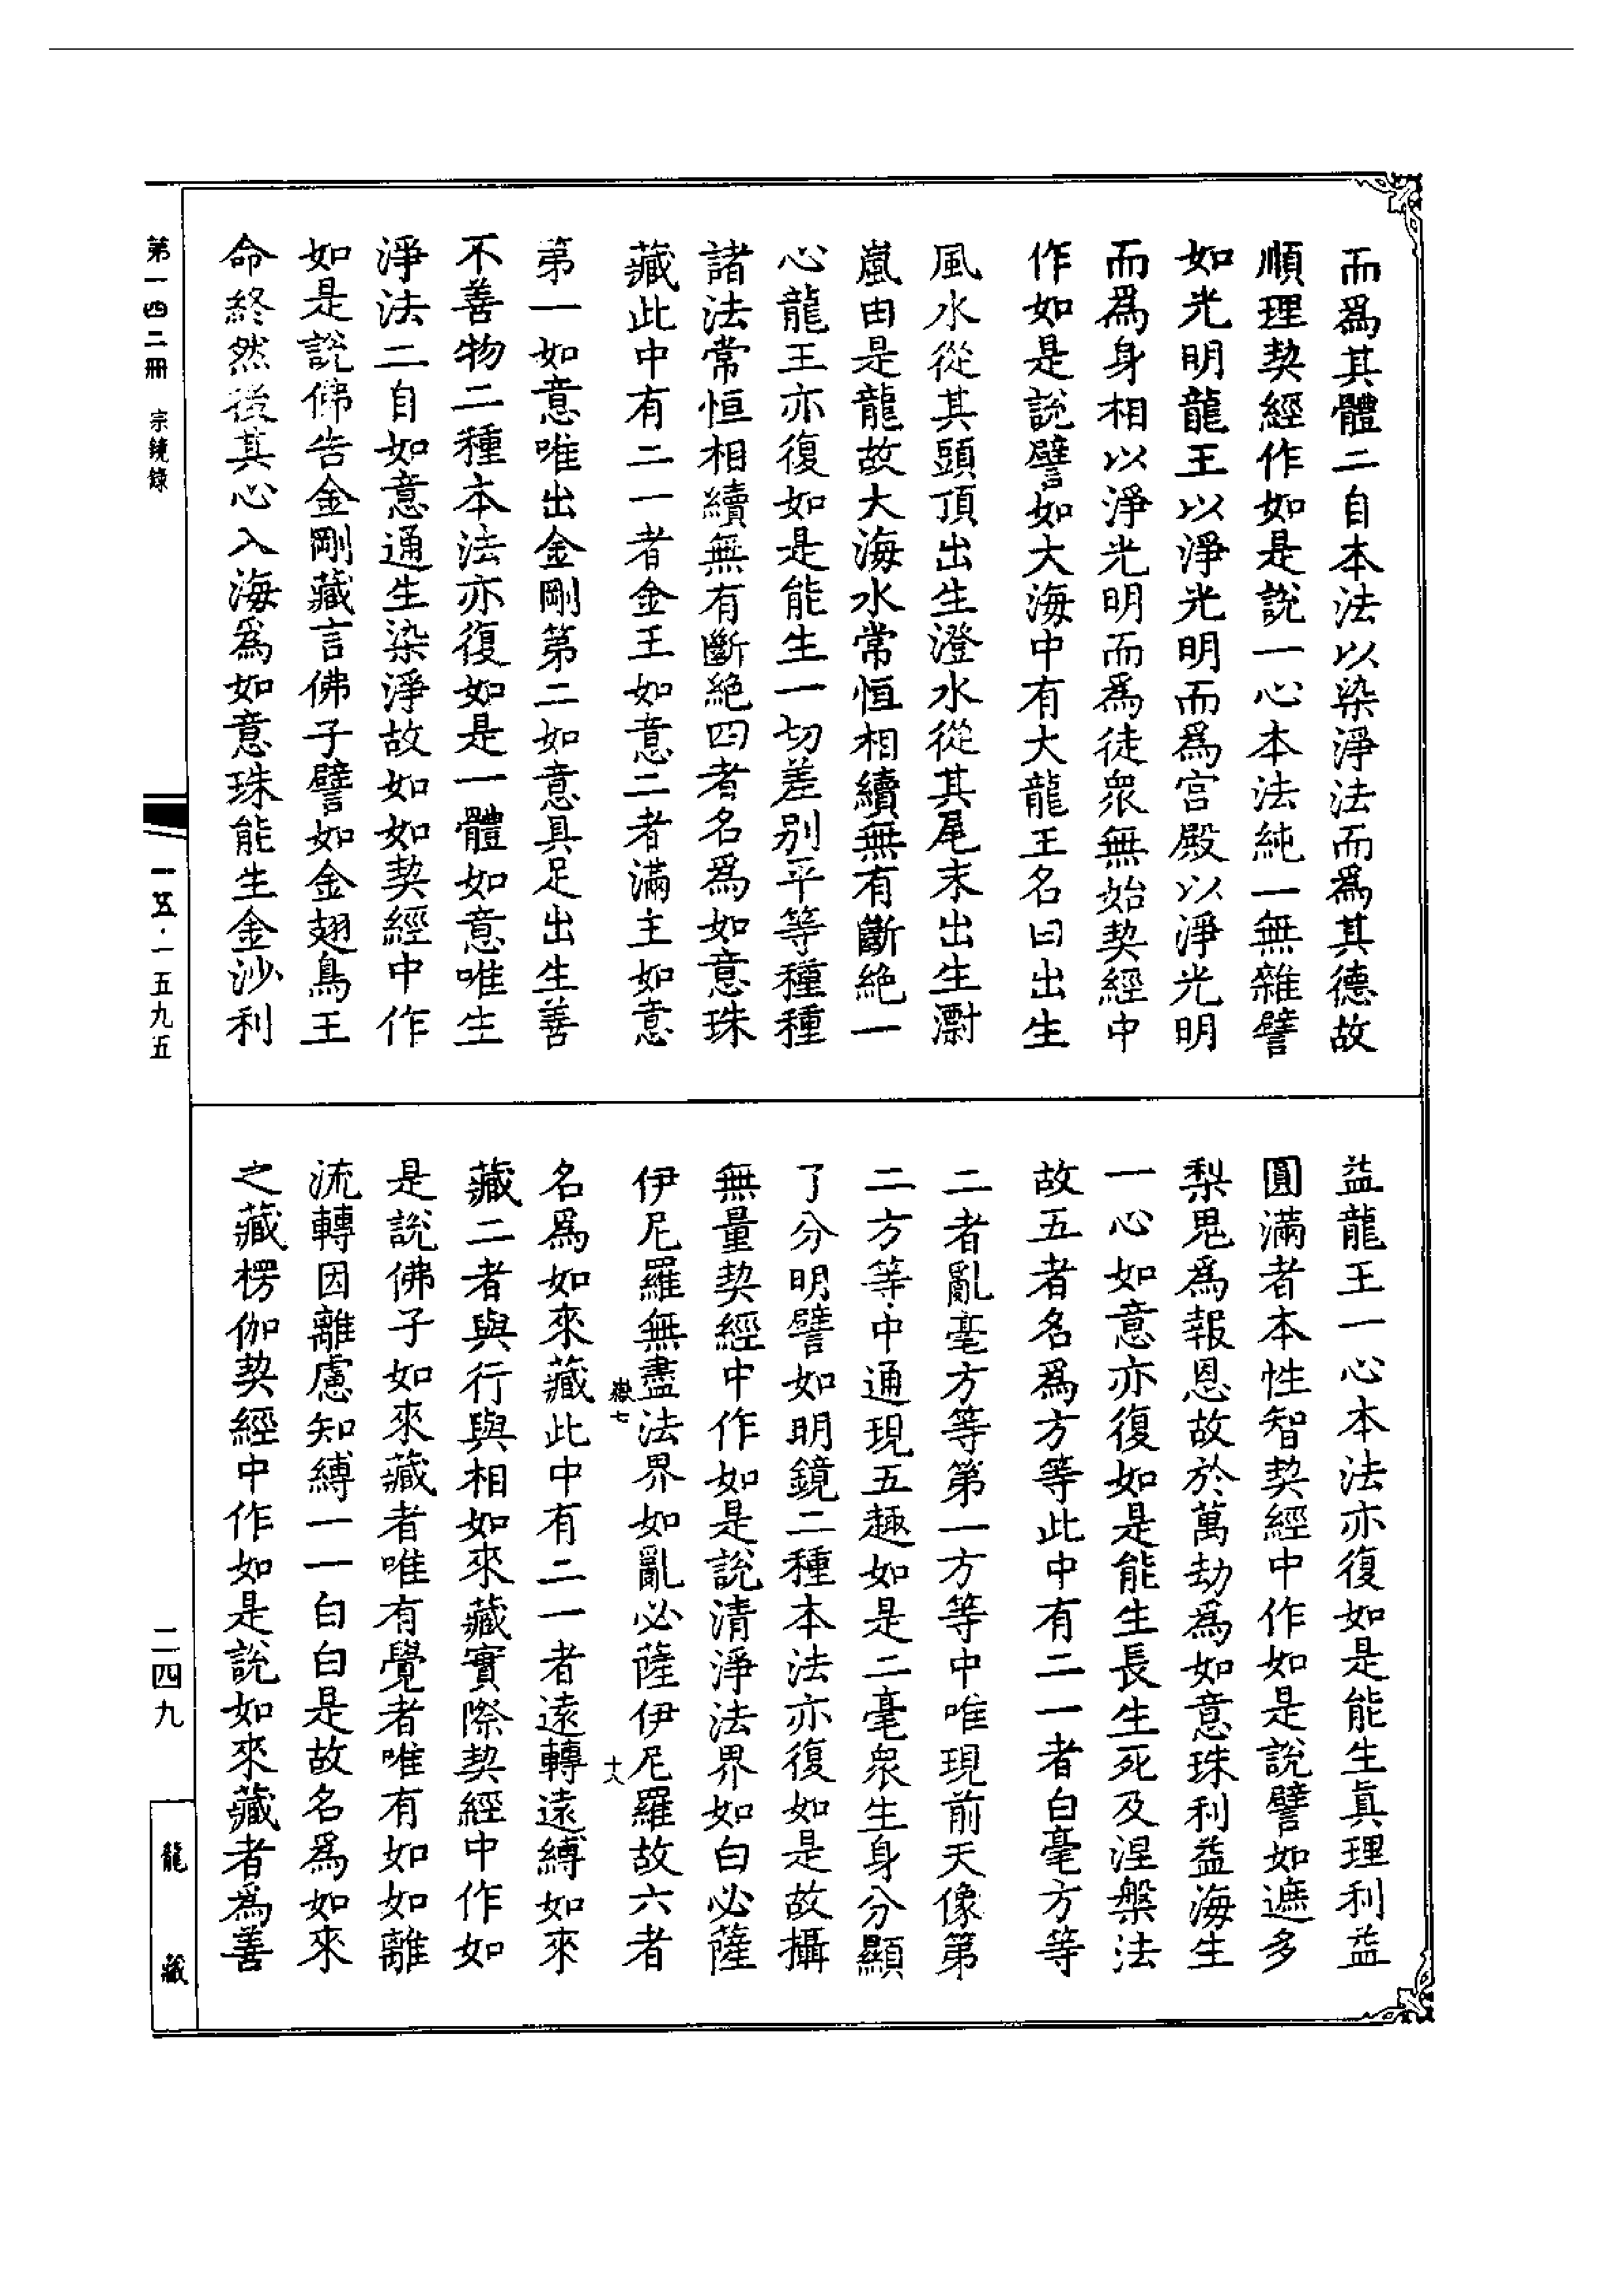 而爲其體二自本法以染淨法而爲其德故
順理契經作如是說一心本法純一無雜譬
如光明龍王以淨光明而爲宫殿以淨光明
而爲身相以淨光明而爲徒衆無始契經中
作如是說譬如大海中有大龍王名曰出生
風水從其頭頂出生澄水從其尾末出生㶟
嵐由是龍故大海水常恒相續無有斷絶一
心龍王亦復如是能生一切差别平等種種
諸法常恒相續無有斷絶四者名爲如意珠
藏此中有二一者金王如意二者滿主如意
第一如意唯出金剛第二如意具足出生善
不善物二種本法亦復如是一體如意唯生
淨法二自如意通生染淨故如如契經中作
如是說佛告金剛藏言佛子譬如金翅鳥王
命終然後其心入海爲如意珠能生金沙利
益龍王一心本法亦復如是能生眞理利益
圓滿者本性智契經中作如是說譬如遮多
梨鬼爲報恩故於萬劫爲如意珠利益海生
一心如意亦復如是能生長生死及涅槃法
故五者名爲方等此中有二一者白毫方等
二者亂毫方等第一方等中唯現前天像第
二方等中通現五趣如是二毫衆生身分顯
了分明譬如明鏡二種本法亦復如是故攝
無量契經中作如是說清淨法界如白必薩
伊尼羅無盡法界如亂必薩伊尼羅故六者
嶽七 十八
名爲如來藏此中有二一者遠轉遠縛如來
藏二者與行與相如來藏實際契經中作如
是說佛子如來藏者唯有覺者唯有如如離
流轉因離慮知縛一一白白是故名爲如來
之藏楞伽契經中作如是說如來藏者爲善
第一四二冊 宗鏡錄
一五·一五九五
二四九
龍藏